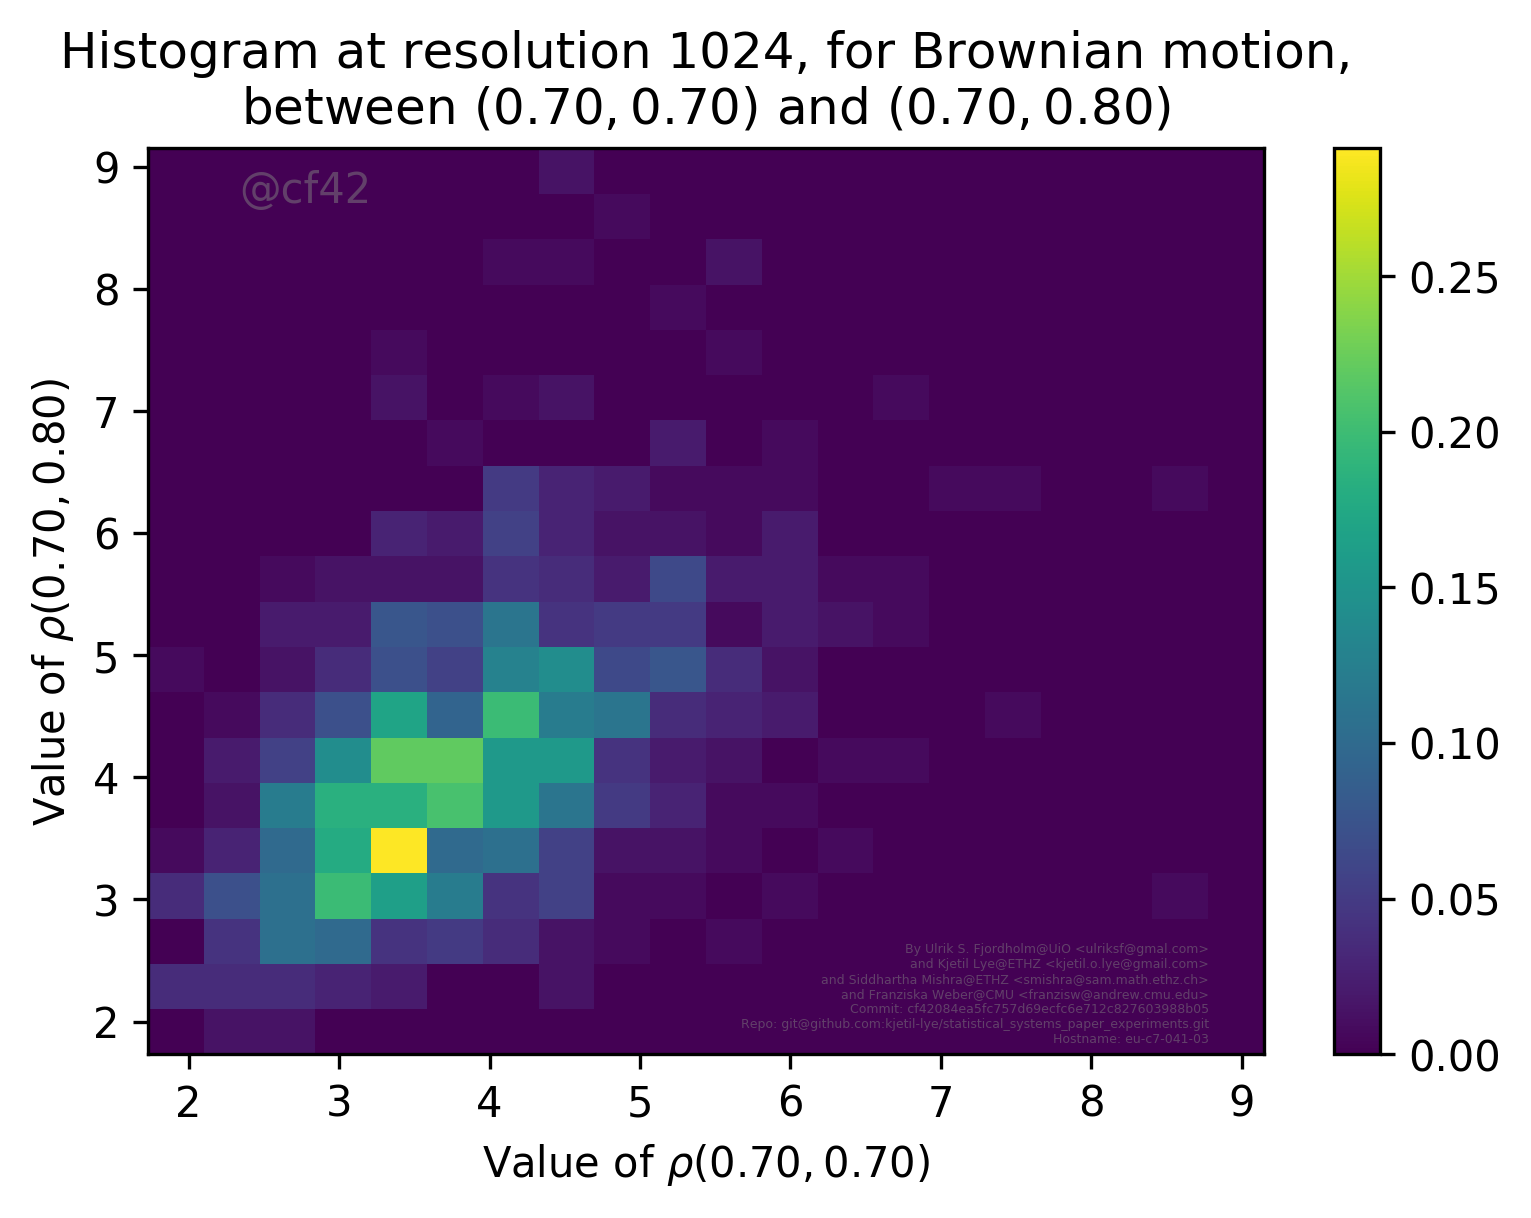 Histogram at resolution 1024, for Brownian motion,
between (0.70, 0.70) and (0.70, 0.80)
@cf42
9
8
7
6
5
4
3
2
Value of ρ(0.70, 0.80)
2 3 4 5 6 7 8 9
Value of ρ(0.70, 0.70)
0.25
0.20
0.15
0.10
0.05
0.00
By Ulrik S. Fjordholm@UiO <ulriksf@gmal.com>
and Kjetil Lye@ETHZ <kjetil.o.lye@gmail.com>
and Siddhartha Mishra@ETHZ <smishra@sam.math.ethz.ch>
and Franziska Weber@CMU <franzisw@andrew.cmu.edu>
Commit: cf42084ea5fc757d69ecfc6e712c827603988b05
Repo: git@github.com:kjetil-lye/statistical_systems_paper_experiments.git
Hostname: eu-c7-041-03